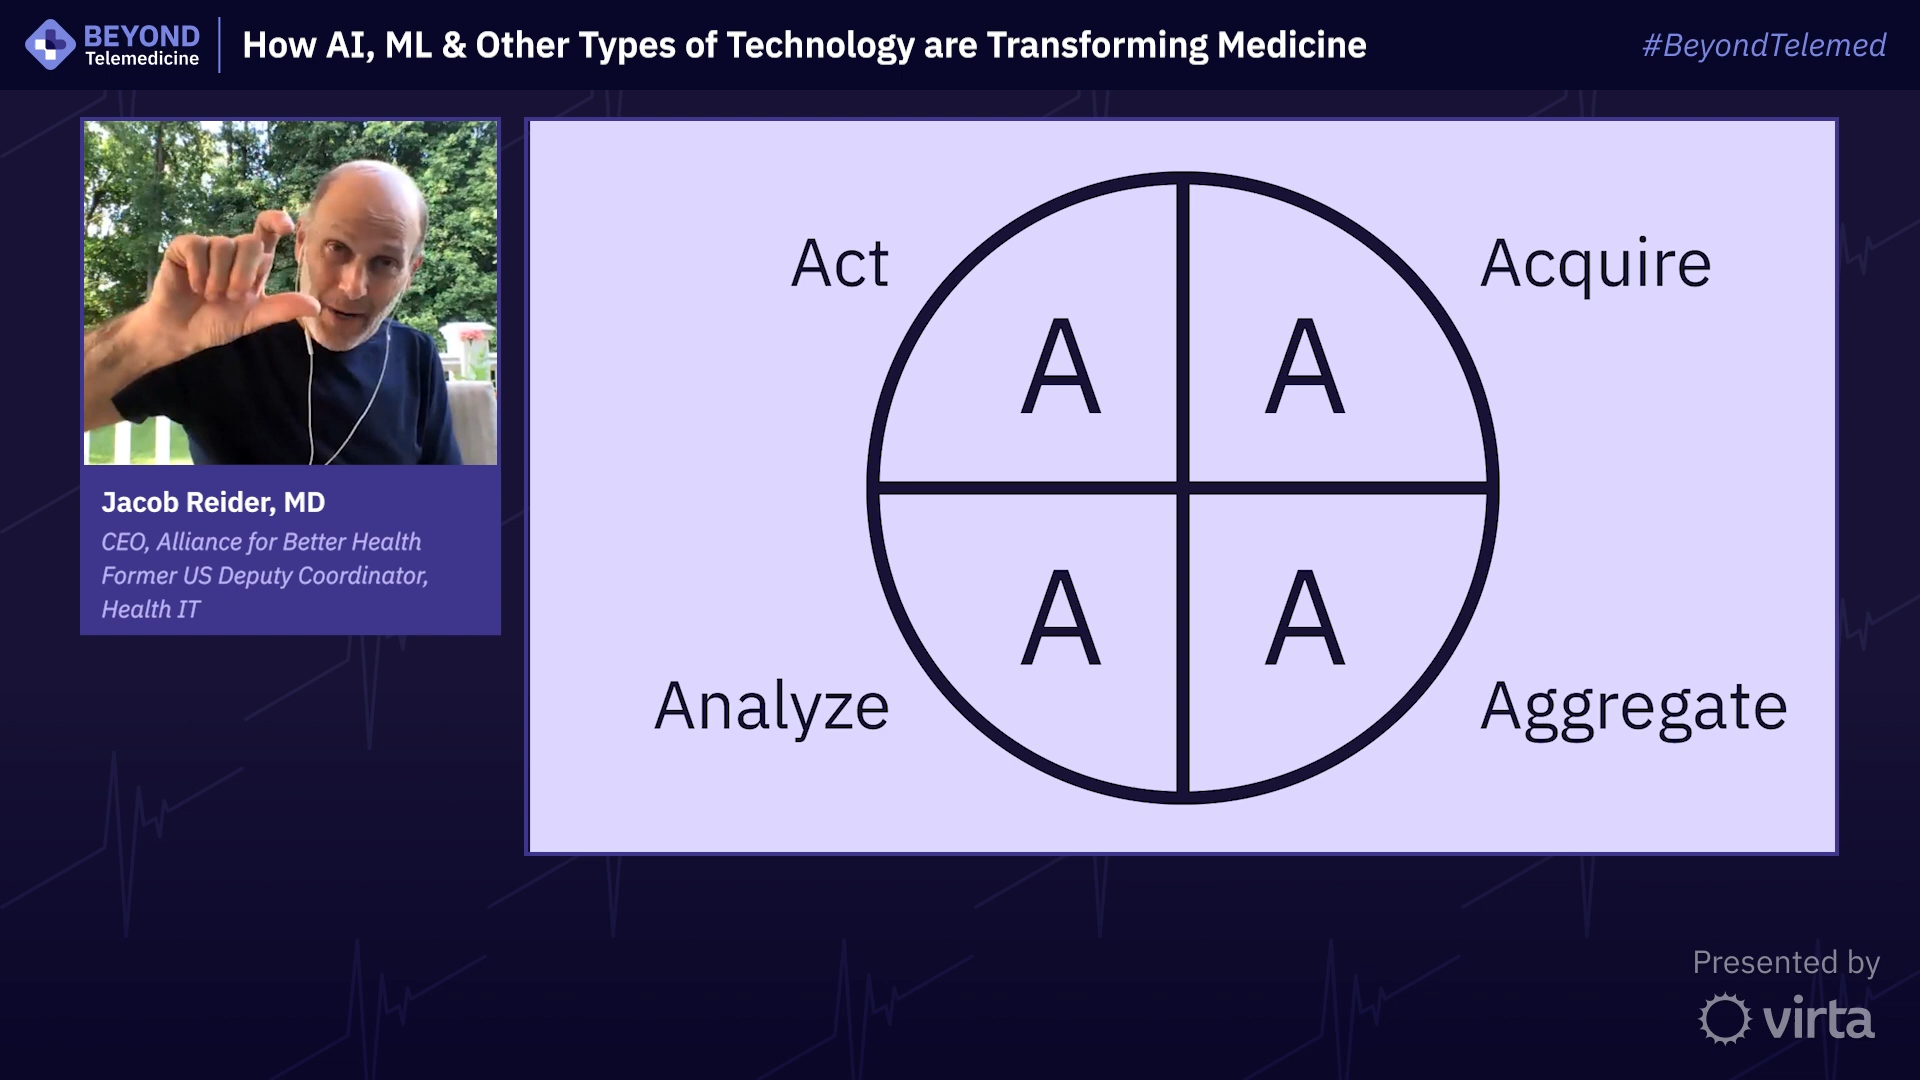 BEYOND
Telemedicine
How AI, ML & Other Types of Technology are Transforming Medicine
#BeyondTelemed
Jacob Reider, MD
CEO, Alliance for Better Health
Former US Deputy Coordinator,
Health IT
Act
Acquire
A
A
A
A
Analyze
Aggregate
Presented by
virta